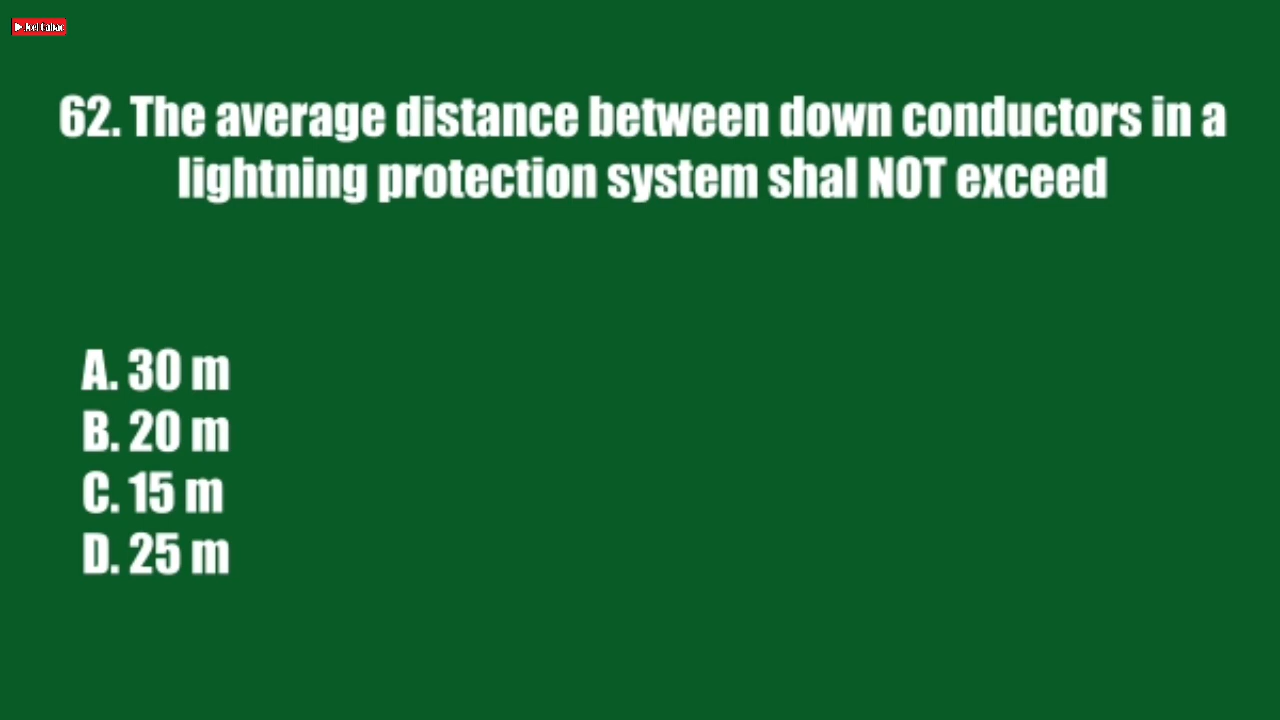 62. The average distance between down conductors in a
lightning protection system shal NOT exceed
A. 30 m
B. 20 m
C. 15 m
D. 25 m